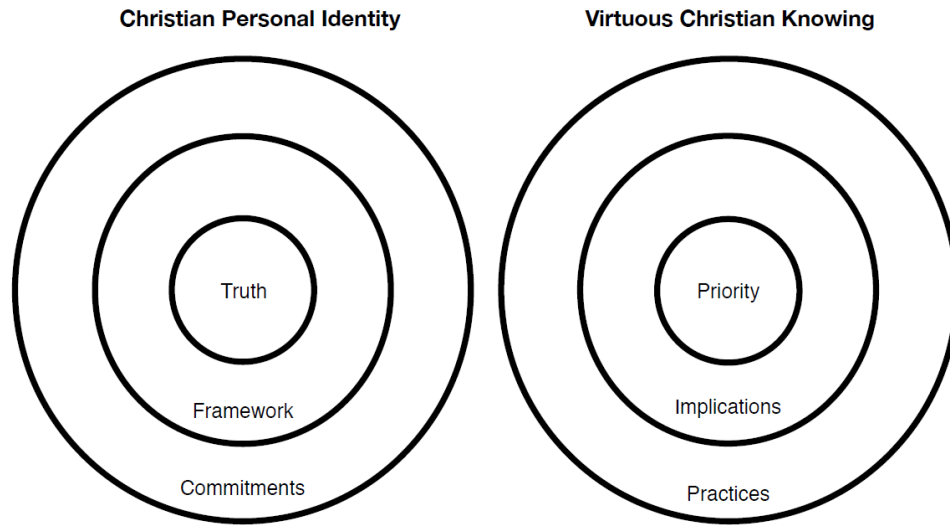 Christian Personal Identity
Truth
Framework
Commitments
Virtuous Christian Knowing
Priority
Implications
Practices